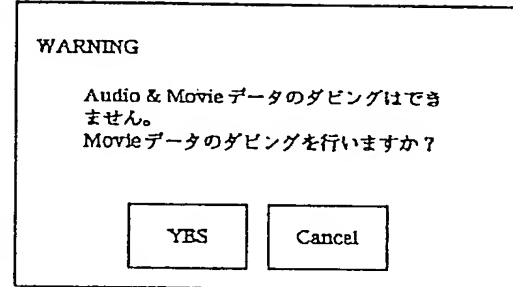 WARNING
Audio & Movieデータのダビングはでき
ません。
Movieデータのダビングを行いますか？
YES
Cancel